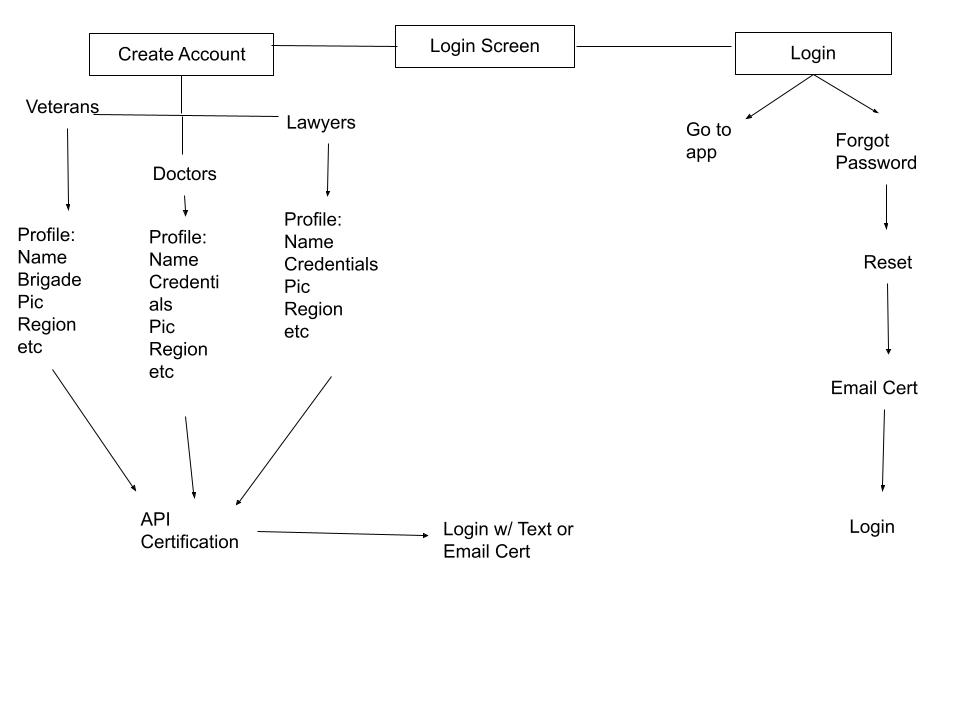 Create Account
Login Screen
Login
Veterans
Lawyers
Doctors
Go to
app
Forgot
Password
Profile:
Name
Brigade
Pic
Region
etc
Profile:
Name
Credenti
als
Pic
Region
etc
Profile:
Name
Credentials
Pic
Region
etc
Reset
Email Cert
API
Certification
Login w/ Text or
Email Cert
Login